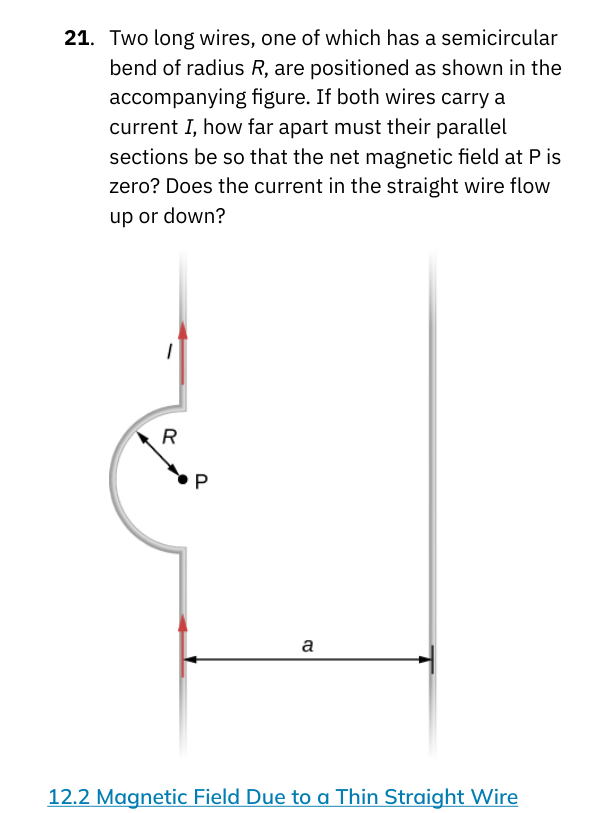 21. Two long wires, one of which has a semicircular
bend of radius R, are positioned as shown in the
accompanying figure. If both wires carry a
current I, how far apart must their parallel
sections be so that the net magnetic field at P is
zero? Does the current in the straight wire flow
up or down?
I
R
P
a
12.2 Magnetic Field Due to a Thin Straight Wire